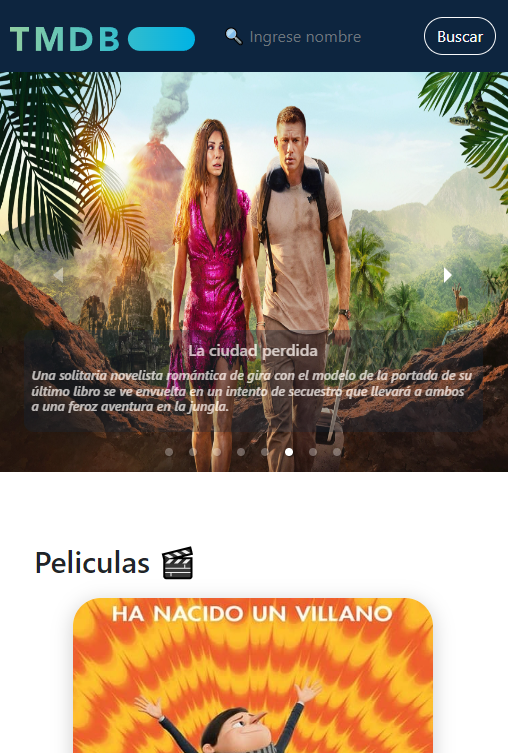 TMDB
🔍 Ingrese nombre
Buscar
La ciudad perdida
Una solitaria novelista romántica de gira con el modelo de la portada de su
último libro se ve envuelta en un intento de secuestro que llevará a ambos
a una feroz aventura en la jungla.
Peliculas 🎬
HA NACIDO UN VILLANO